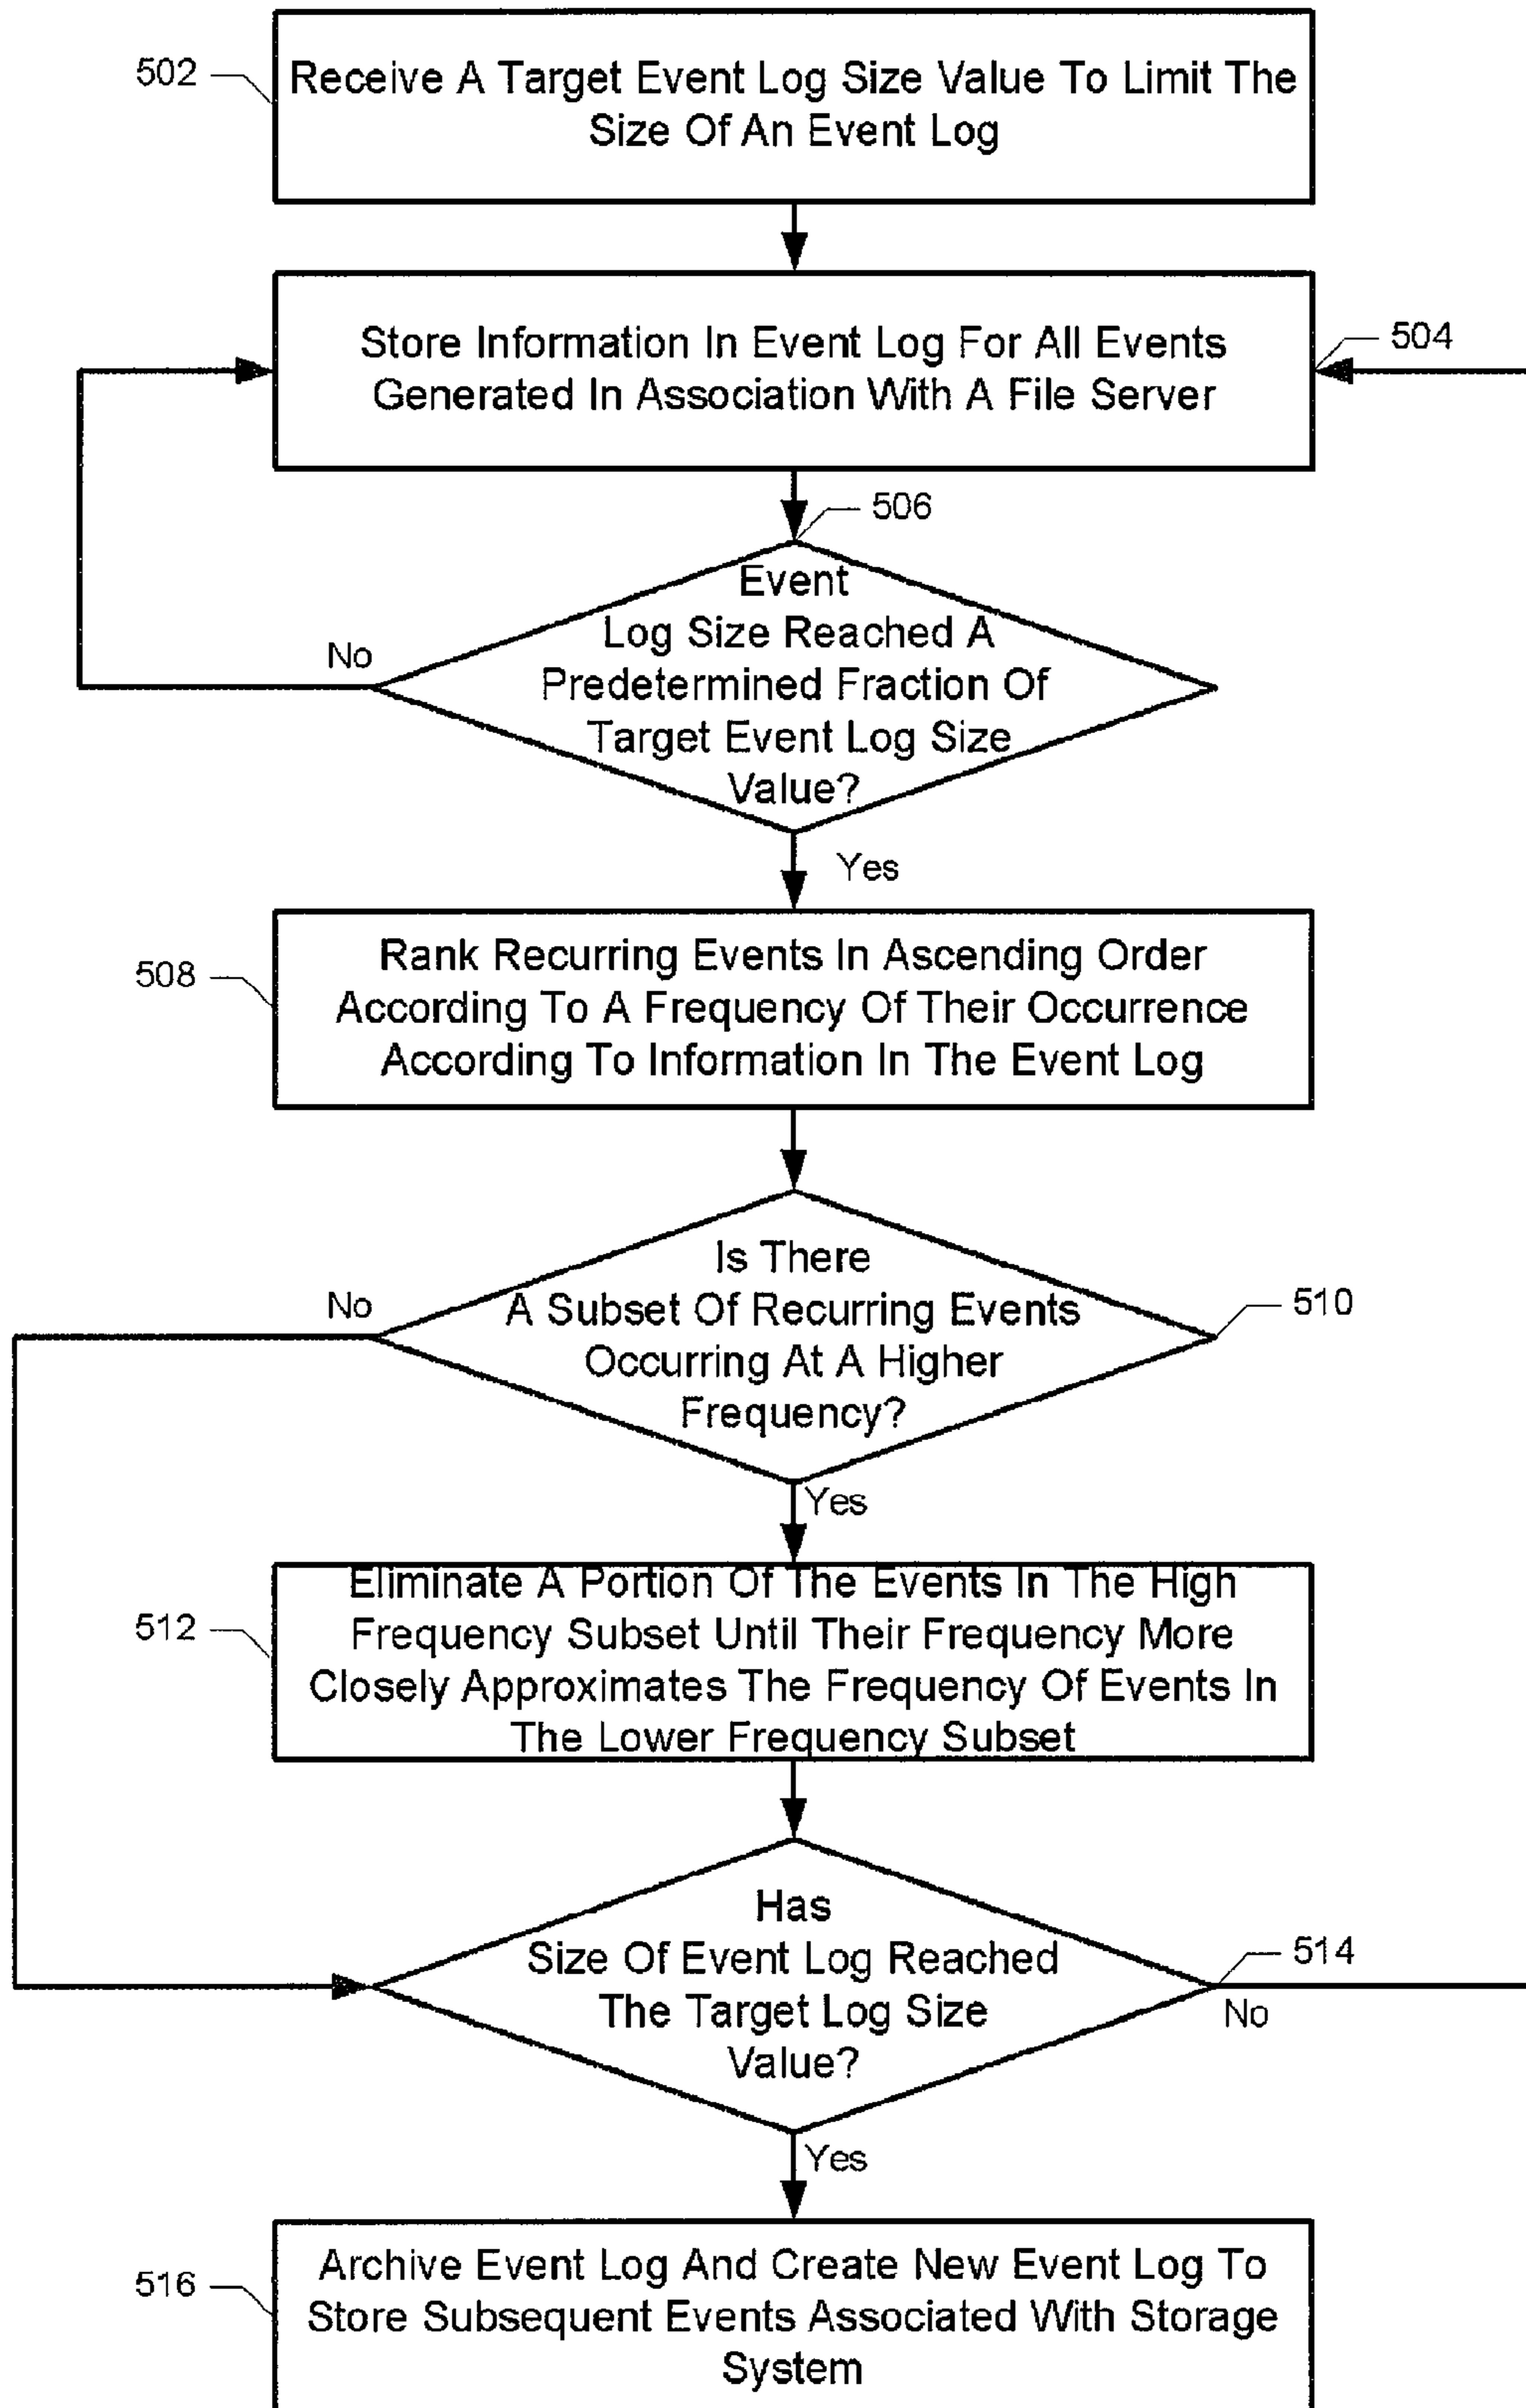 502
Receive A Target Event Log Size Value To Limit The
Size Of An Event Log
Store Information In Event Log For All Events
Generated In Association With A File Server
504
506
Event
Log Size Reached A
Predetermined Fraction Of
Target Event Log Size
Value?
No
Yes
508
Rank Recurring Events In Ascending Order
According To A Frequency Of Their Occurrence
According To Information In The Event Log
Is There
A Subset Of Recurring Events
Occurring At A Higher
Frequency?
No
510
Yes
512
Eliminate A Portion Of The Events In The High
Frequency Subset Until Their Frequency More
Closely Approximates The Frequency Of Events In
The Lower Frequency Subset
Has
Size Of Event Log Reached
The Target Log Size
Value?
514
No
Yes
516
Archive Event Log And Create New Event Log To
Store Subsequent Events Associated With Storage
System